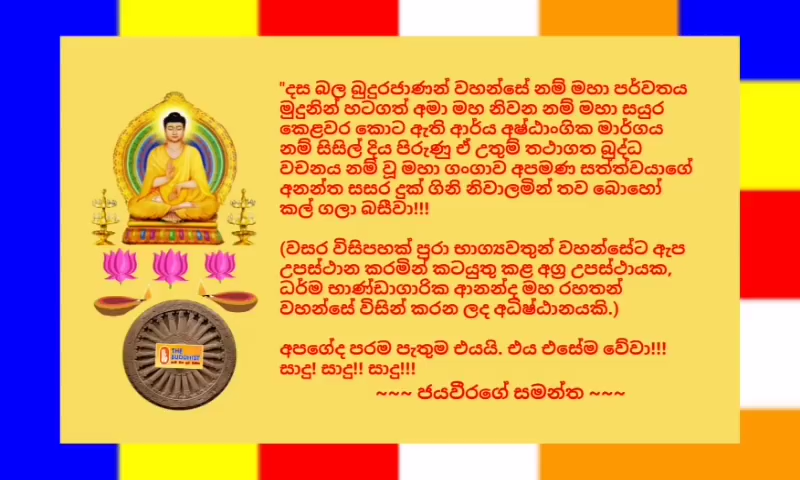 "දස බල බුදුරජාණන් වහන්සේ නම් මහා පර්වතය
මුදුනින් හටගත් අමා මහ නිවන නම් මහා සයුර
කෙළවර කොට ඇති ආර්ය අෂ්ඨාංගික මාර්ගය
නම් සිසිල් දිය පිරුණු ඒ උතුම් තථාගත බුද්ධ
වචනය නම් වූ මහා ගංගාව අපමණ සත්ත්වයාගේ
අනන්ත සසර දුක් ගිනි නිවාලමින් තව බොහෝ
කල් ගලා බසීවා!!!
(වසර විසිපහක් පුරා භාග්‍යවතුන් වහන්සේට ඇප
උපස්ථාන කරමින් කටයුතු කළ අග්‍ර උපස්ථායක,
ධර්ම භාණ්ඩාගාරික ආනන්ද මහ රහතන්
වහන්සේ විසින් කරන ලද අධිෂ්ඨානයකි.)
අපගේද පරම පැතුම එයයි. එය එසේම වේවා!!!
සාදු! සාදු!! සාදු!!!
~~~ ජයවීරගේ සමන්ත ~~~
THE
BUDDHIST